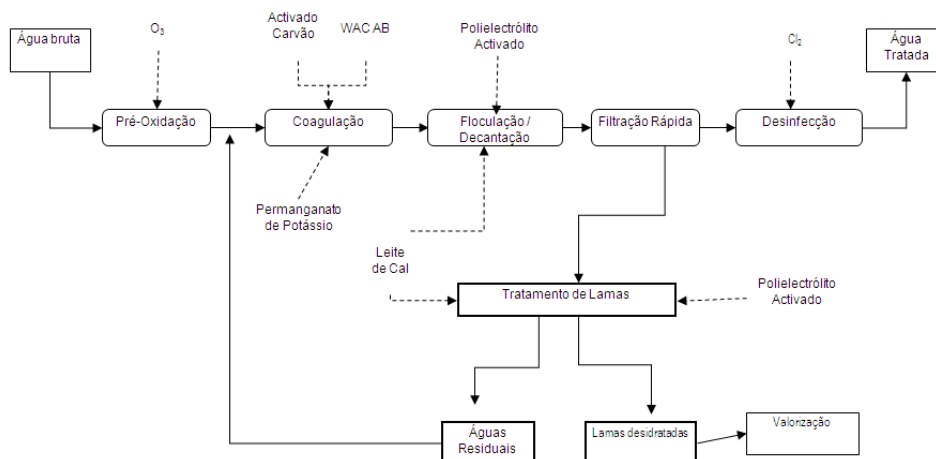 Água bruta
O₃
Activado
Carvão
WAC AB
Polielectrólito
Activado
Cl₂
Água
Tratada
Pré-Oxidação
Coagulação
Floculação /
Decantação
Filtração Rápida
Desinfecção
Permanganato
de Potássio
Leite
de Cal
Tratamento de Lamas
Polielectrólito
Activado
Águas
Residuais
Lamas desidratadas
Valorização